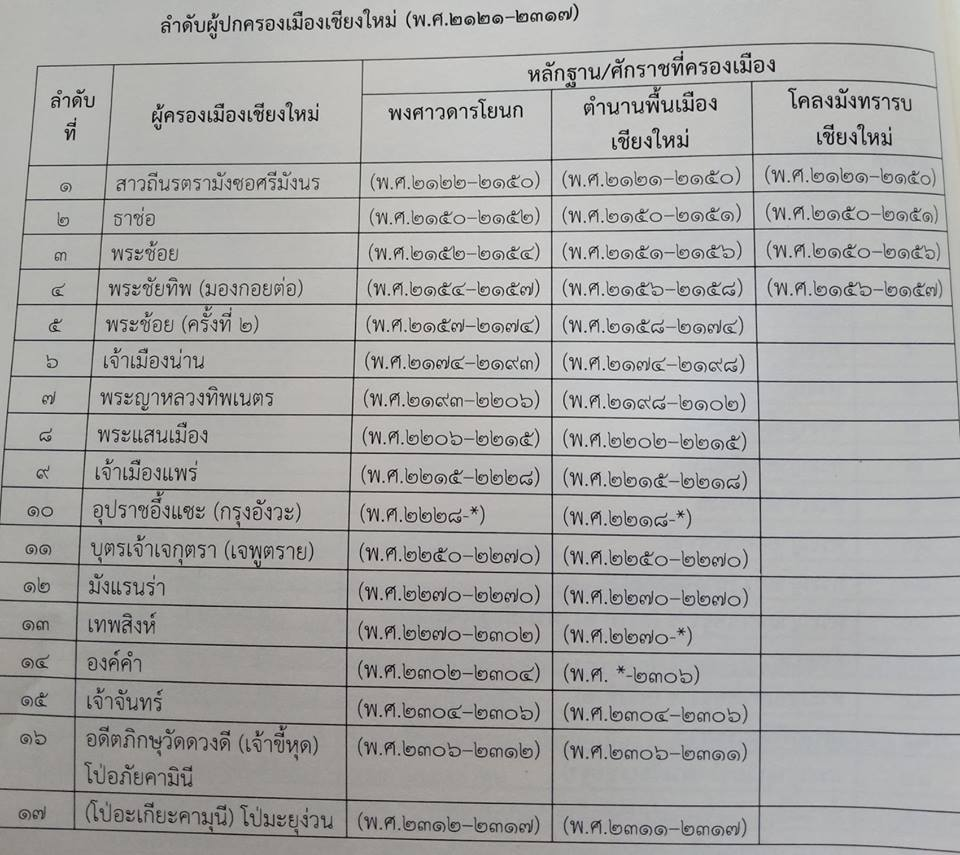 ลำดับผู้ปกครองเมืองเชียงใหม่ (พ.ศ.๒๑๒๑-๒๓๑๗)
ลำดับที่ ผู้ครองเมืองเชียงใหม่ หลักฐาน/ศักราชที่ครองเมือง
พงศาวดารโยนก ตำนานพื้นเมืองเชียงใหม่ โคลงมังทรารบเชียงใหม่
๑ สาวถีนรตรามังซอศรีมังนร (พ.ศ.๒๑๒๒-๒๑๕๐) (พ.ศ.๒๑๒๑-๒๑๕๐) (พ.ศ.๒๑๒๑-๒๑๕๐)
๒ ธาช่อ (พ.ศ.๒๑๕๐-๒๑๕๒) (พ.ศ.๒๑๕๐-๒๑๕๑) (พ.ศ.๒๑๕๐-๒๑๕๑)
๓ พระช้อย (พ.ศ.๒๑๕๒-๒๑๕๔) (พ.ศ.๒๑๕๑-๒๑๕๖) (พ.ศ.๒๑๕๐-๒๑๕๖)
๔ พระชัยทิพ (มองกอยต่อ) (พ.ศ.๒๑๕๔-๒๑๕๗) (พ.ศ.๒๑๕๖-๒๑๕๘) (พ.ศ.๒๑๕๖-๒๑๕๗)
๕ พระช้อย (ครั้งที่ ๒) (พ.ศ.๒๑๕๗-๒๑๗๔) (พ.ศ.๒๑๕๘-๒๑๗๔)
๖ เจ้าเมืองน่าน (พ.ศ.๒๑๗๔-๒๑๙๓) (พ.ศ.๒๑๗๔-๒๑๙๘)
๗ พระญาหลวงทิพเนตร (พ.ศ.๒๑๙๓-๒๒๐๖) (พ.ศ.๒๑๙๘-๒๑๐๒)
๘ พระแสนเมือง (พ.ศ.๒๒๐๖-๒๒๑๕) (พ.ศ.๒๒๐๒-๒๒๑๕)
๙ เจ้าเมืองแพร่ (พ.ศ.๒๒๑๕-๒๒๒๘) (พ.ศ.๒๒๑๕-๒๒๑๘)
๑๐ อุปราชอึ้งแซะ (กรุงอังวะ) (พ.ศ.๒๒๒๘-*) (พ.ศ.๒๒๑๘-*)
๑๑ บุตรเจ้าเจกุตรา (เจพูตราย) (พ.ศ.๒๒๕๐-๒๒๗๐) (พ.ศ.๒๒๕๐-๒๒๗๐)
๑๒ มังแรนร่า (พ.ศ.๒๒๗๐-๒๒๗๐) (พ.ศ.๒๒๗๐-๒๒๗๐)
๑๓ เทพสิงห์ (พ.ศ.๒๒๗๐-๒๓๐๒) (พ.ศ.๒๒๗๐-*)
๑๔ องค์คำ (พ.ศ.๒๓๐๒-๒๓๐๔) (พ.ศ. *-๒๓๐๖)
๑๕ เจ้าจันทร์ (พ.ศ.๒๓๐๔-๒๓๐๖) (พ.ศ.๒๓๐๔-๒๓๐๖)
๑๖ อดีตภิกษุวัดดวงดี (เจ้าขี้หุด) (พ.ศ.๒๓๐๖-๒๓๑๒) (พ.ศ.๒๓๐๖-๒๓๑๑)
โป่อภัยคามินี
๑๗ (โป่อะเกียะคามุนี) โป่มะยุง่วน (พ.ศ.๒๓๑๒-๒๓๑๗) (พ.ศ.๒๓๑๑-๒๓๑๗)